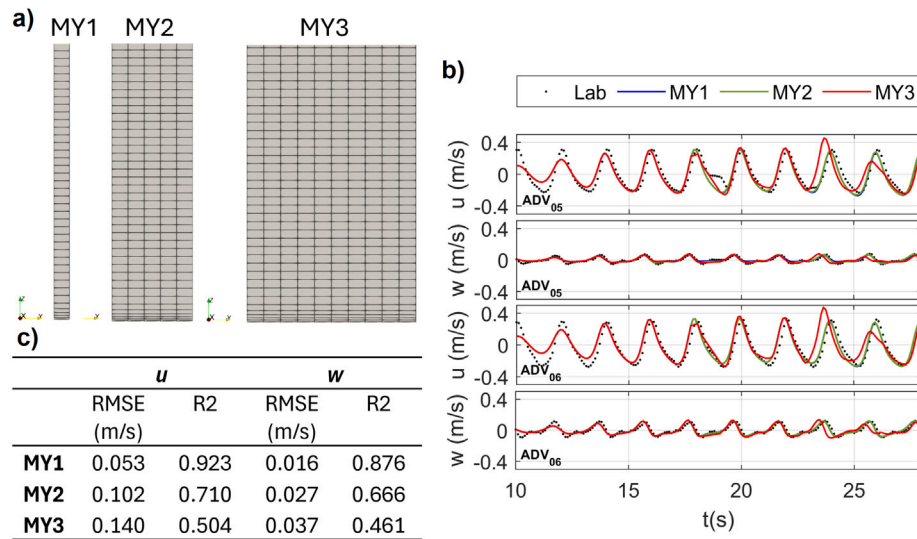 a)
MY1 MY2 MY3
b)
Lab MY1 MY2 MY3
u (m/s)
0.4
0
-0.4
ADV05
w (m/s)
0.4
0
-0.4
ADV05
u (m/s)
0.4
0
-0.4
ADV06
w (m/s)
0.4
0
-0.4
ADV06
10 15 20 25
t(s)
c)
u w
RMSE R2 RMSE R2
(m/s) (m/s)
MY1 0.053 0.923 0.016 0.876
MY2 0.102 0.710 0.027 0.666
MY3 0.140 0.504 0.037 0.461